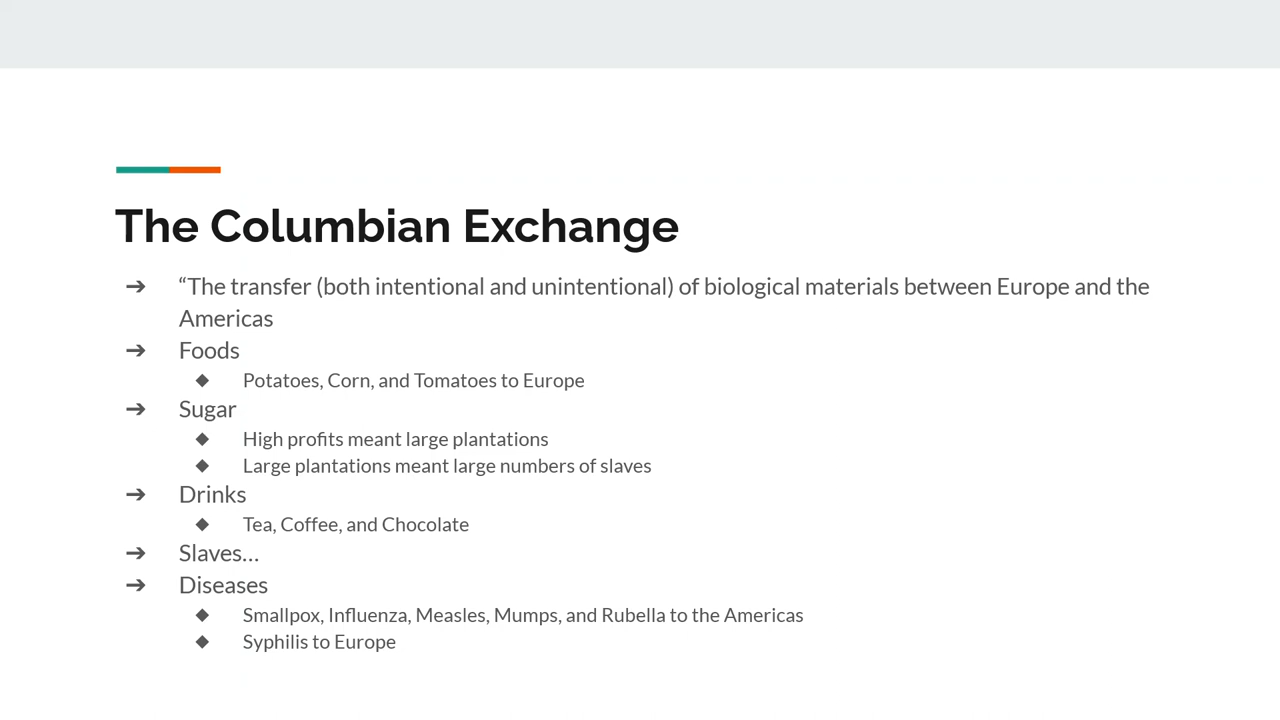 The Columbian Exchange
➔ “The transfer (both intentional and unintentional) of biological materials between Europe and the
Americas
➔ Foods
◆ Potatoes, Corn, and Tomatoes to Europe
➔ Sugar
◆ High profits meant large plantations
◆ Large plantations meant large numbers of slaves
➔ Drinks
◆ Tea, Coffee, and Chocolate
➔ Slaves…
➔ Diseases
◆ Smallpox, Influenza, Measles, Mumps, and Rubella to the Americas
◆ Syphilis to Europe